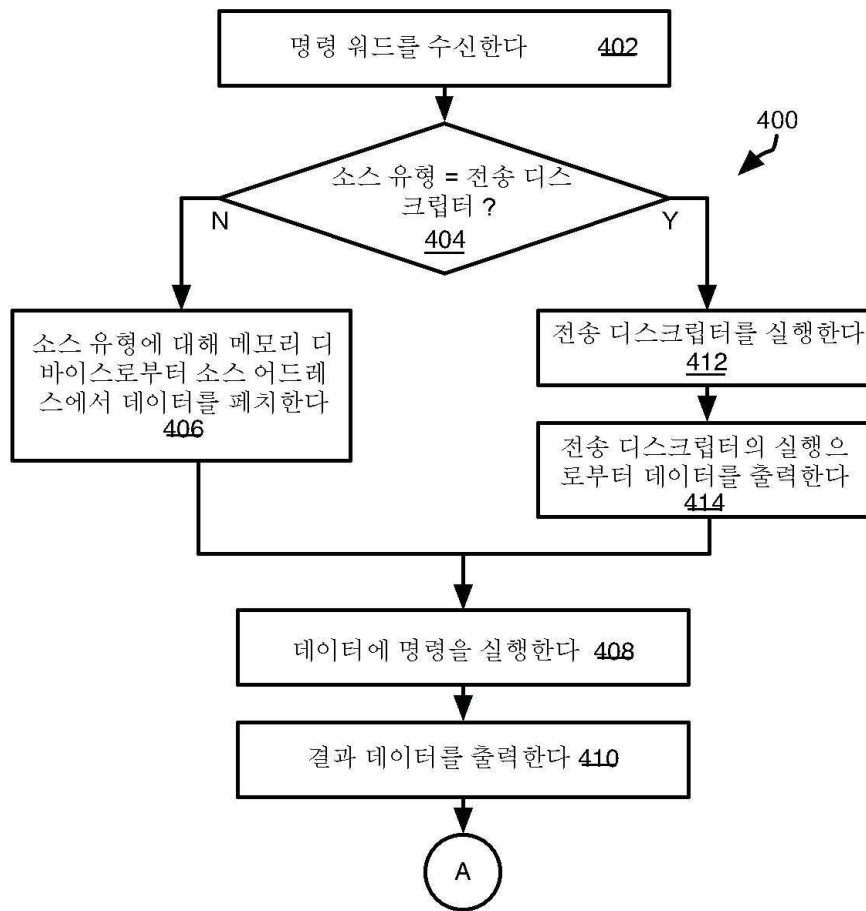 명령 워드를 수신한다 402
400
소스 유형 = 전송 디스
크립터 ?
404
N
Y
소스 유형에 대해 메모리 디
바이스로부터 소스 어드레
스에서 데이터를 페치한다
406
전송 디스크립터를 실행한다
412
전송 디스크립터의 실행으
로부터 데이터를 출력한다
414
데이터에 명령을 실행한다 408
결과 데이터를 출력한다 410
A